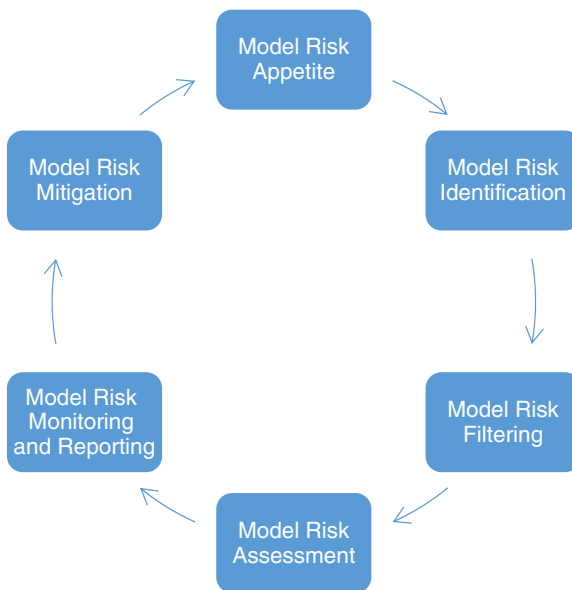 Model Risk
Appetite
Model Risk
Identification
Model Risk
Filtering
Model Risk
Assessment
Model Risk
Monitoring
and Reporting
Model Risk
Mitigation